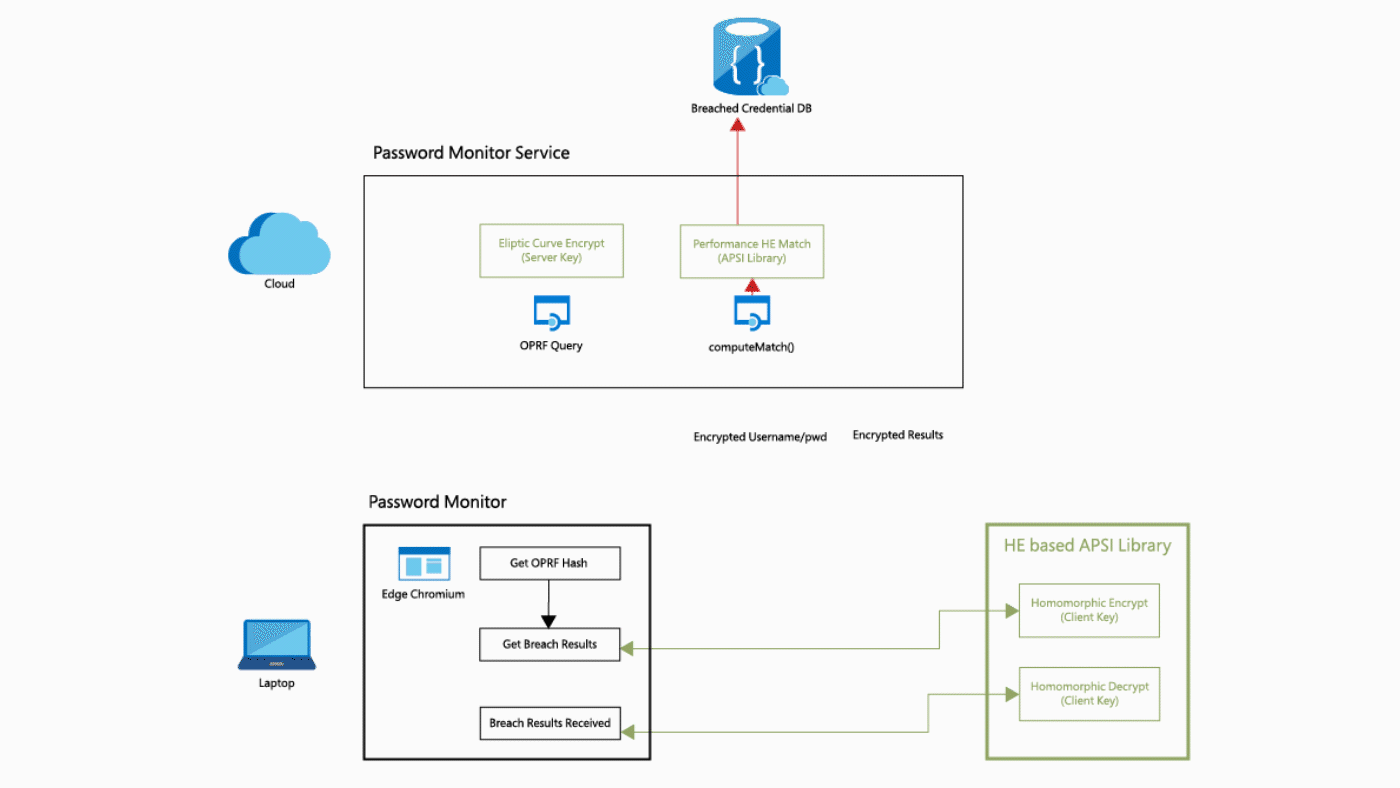 Breached Credential DB
Password Monitor Service
Eliptic Curve Encrypt
(Server Key)
Performance HE Match
(APSI Library)
Cloud
OPRF Query
computeMatch()
Encrypted Username/pwd
Encrypted Results
Password Monitor
HE based APSI Library
Edge Chromium
Get OPRF Hash
Homomorphic Encrypt
(Client Key)
Get Breach Results
Laptop
Homomorphic Decrypt
(Client Key)
Breach Results Received